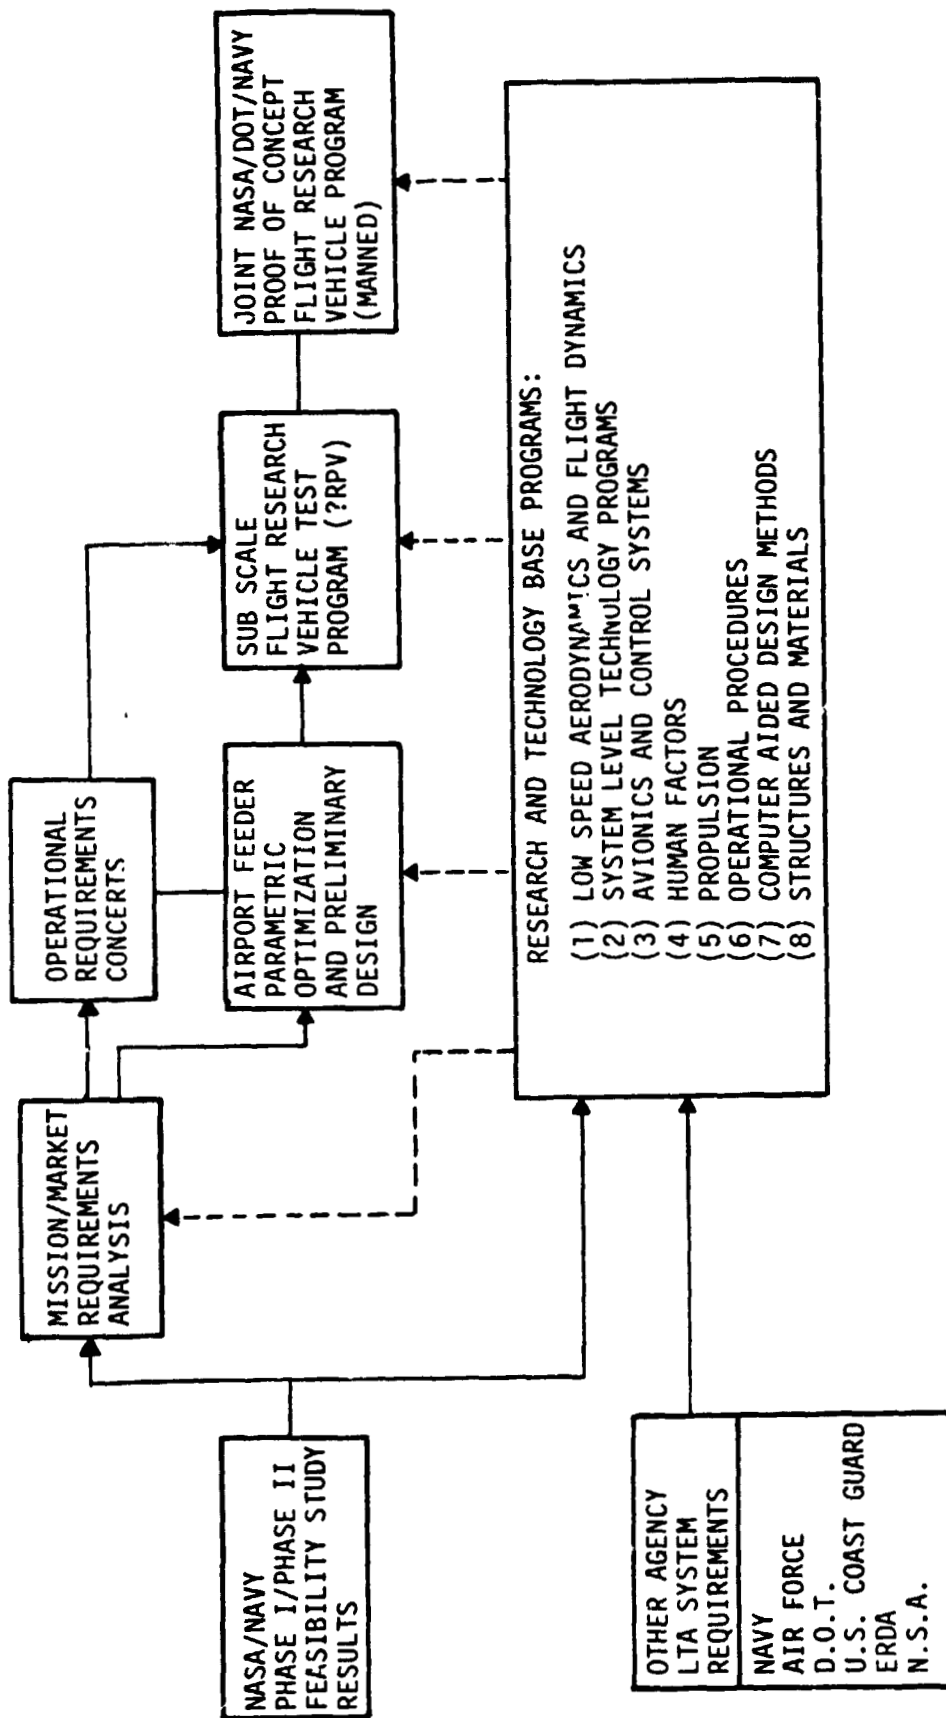 NASA/NAVY
PHASE I/PHASE II
FEASIBILITY STUDY
RESULTS
MISSION/MARKET
REQUIREMENTS
ANALYSIS
OPERATIONAL
REQUIREMENTS
CONCERTS
AIRPORT FEEDER
PARAMETRIC
OPTIMIZATION
AND PRELIMINARY
DESIGN
SUB SCALE
FLIGHT RESEARCH
VEHICLE TEST
PROGRAM (?RPV)
JOINT NASA/DOT/NAVY
PROOF OF CONCEPT
FLIGHT RESEARCH
VEHICLE PROGRAM
(MANNED)
OTHER AGENCY
LTA SYSTEM
REQUIREMENTS
NAVY
AIR FORCE
D.O.T.
U.S. COAST GUARD
ERDA
N.S.A.
RESEARCH AND TECHNOLOGY BASE PROGRAMS:
(1) LOW SPEED AERODYNAMICS AND FLIGHT DYNAMICS
(2) SYSTEM LEVEL TECHNOLOGY PROGRAMS
(3) AVIONICS AND CONTROL SYSTEMS
(4) HUMAN FACTORS
(5) PROPULSION
(6) OPERATIONAL PROCEDURES
(7) COMPUTER AIDED DESIGN METHODS
(8) STRUCTURES AND MATERIALS